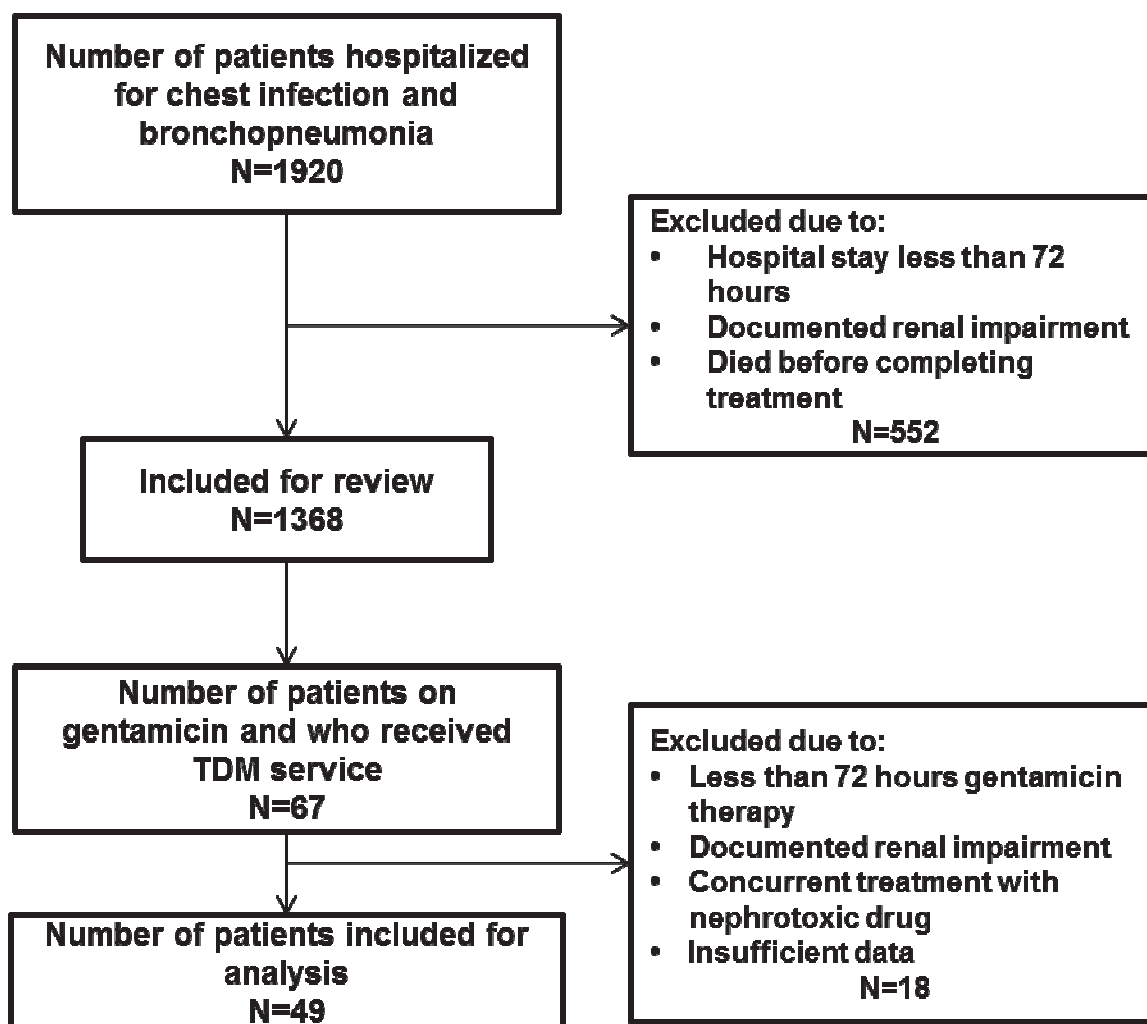 Number of patients hospitalized
for chest infection and
bronchopneumonia
N=1920
Excluded due to:
• Hospital stay less than 72
hours
• Documented renal impairment
• Died before completing
treatment
N=552
Included for review
N=1368
Number of patients on
gentamicin and who received
TDM service
N=67
Excluded due to:
• Less than 72 hours gentamicin
therapy
• Documented renal impairment
• Concurrent treatment with
nephrotoxic drug
• Insufficient data
N=18
Number of patients included for
analysis
N=49